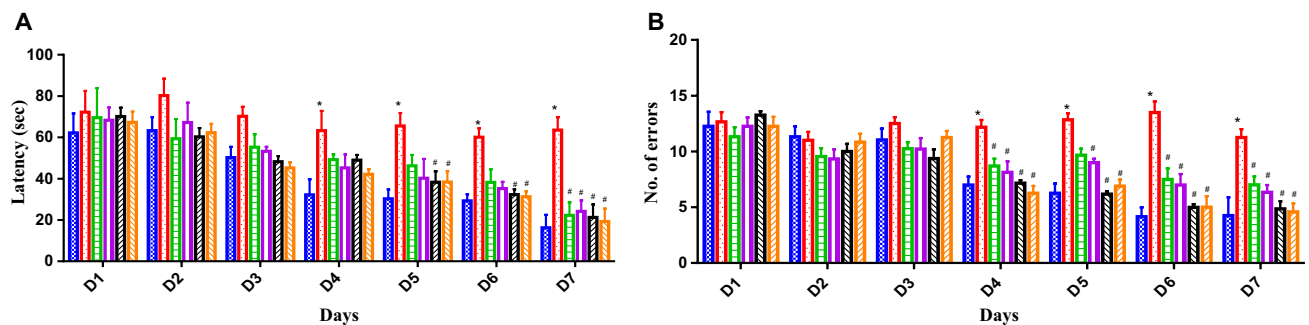 A
Latency (sec)
100
80
60
40
20
0
* * * *
# # # # # # # #
D1 D2 D3 D4 D5 D6 D7
Days
B
No. of errors
20
15
10
5
0
* * * *
# # # # # # # # # # # # # # # #
D1 D2 D3 D4 D5 D6 D7
Days